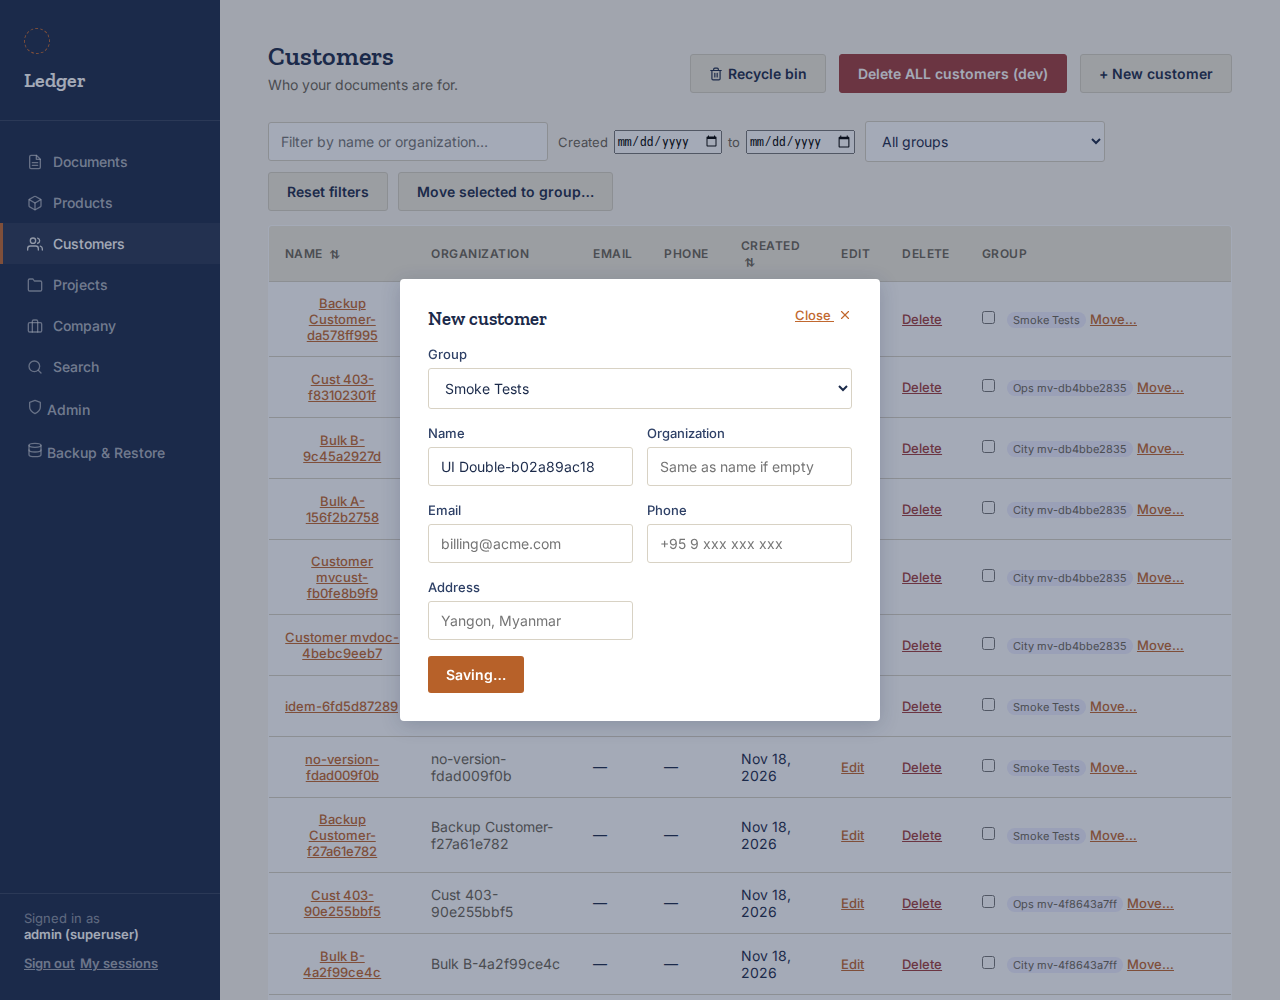 Ledger
Documents
Products
Customers
Projects
Company
Search
Admin
Backup & Restore
Signed in as
admin (superuser)
Sign out My sessions
Customers
Who your documents are for.
Recycle bin
Delete ALL customers (dev)
+ New customer
Filter by name or organization...
Created mm/dd/yyyy to mm/dd/yyyy
All groups
Reset filters
Move selected to group...
NAME ⇅ ORGANIZATION EMAIL PHONE CREATED ⇅ EDIT DELETE GROUP
Backup
Customer-
da578ff995
Delete Smoke Tests Move...
Cust 403-
f83102301f
Delete Ops mv-db4bbe2835 Move...
Bulk B-
9c45a2927d
Delete City mv-db4bbe2835 Move...
Bulk A-
156f2b2758
Delete City mv-db4bbe2835 Move...
Customer
mvcust-
fb0fe8b9f9
Delete City mv-db4bbe2835 Move...
Customer mvdoc-
4bebc9eeb7
Delete City mv-db4bbe2835 Move...
idem-6fd5d87289
Delete Smoke Tests Move...
no-version-
fdad009f0b
no-version-
fdad009f0b
— — Nov 18,
2026
Edit Delete Smoke Tests Move...
Backup
Customer-
f27a61e782
Backup Customer-
f27a61e782
— — Nov 18,
2026
Edit Delete Smoke Tests Move...
Cust 403-
90e255bbf5
Cust 403-
90e255bbf5
— — Nov 18,
2026
Edit Delete Ops mv-4f8643a7ff Move...
Bulk B-
4a2f99ce4c
Bulk B-4a2f99ce4c
— — Nov 18,
2026
Edit Delete City mv-4f8643a7ff Move...
New customer
Close ×
Group
Smoke Tests
Name
UI Double-b02a89ac18
Organization
Same as name if empty
Email
billing@acme.com
Phone
+95 9 xxx xxx xxx
Address
Yangon, Myanmar
Saving...